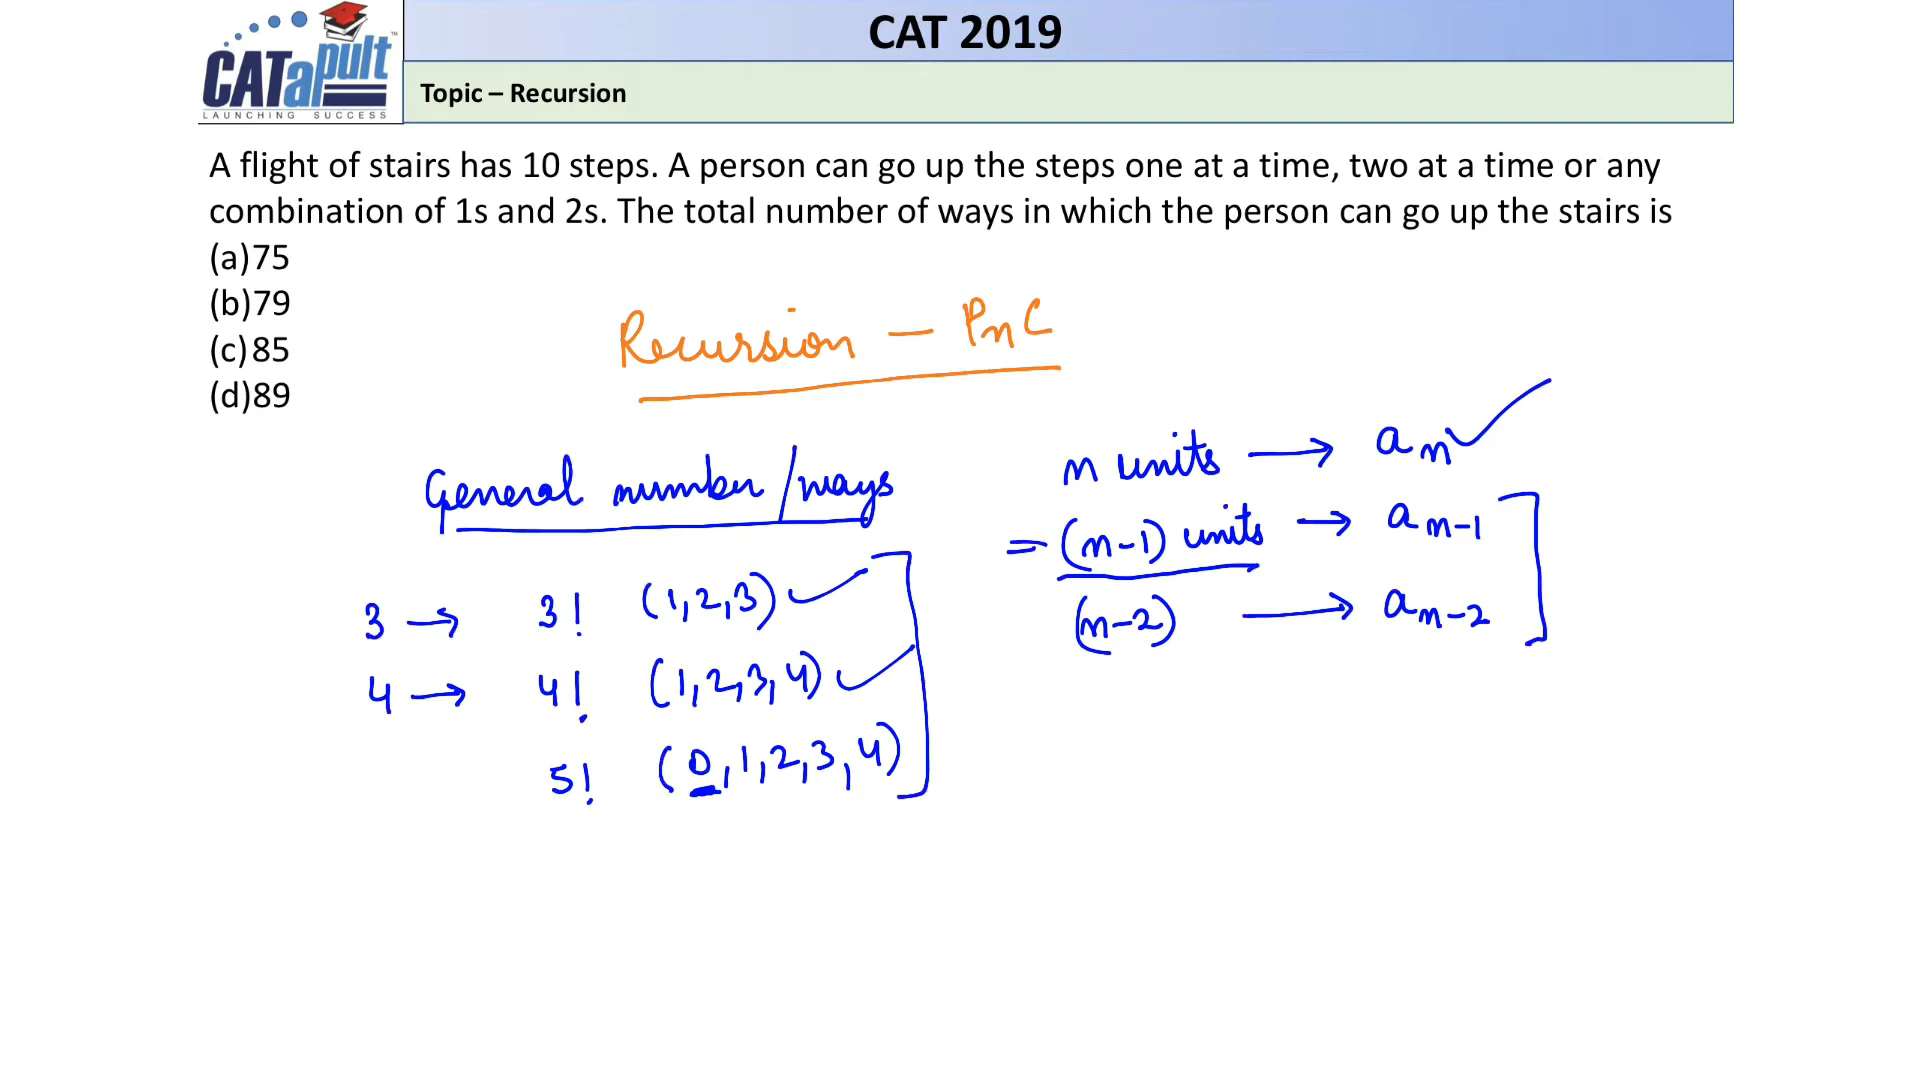 CATapult
™
LAUNCHING SUCCESS
CAT 2019
Topic – Recursion
A flight of stairs has 10 steps. A person can go up the steps one at a time, two at a time or any
combination of 1s and 2s. The total number of ways in which the person can go up the stairs is
(a)75
(b)79
(c)85
(d)89
Recursion – PnC
General number/ways
3 → 3! (1,2,3) ✓
4 → 4! (1,2,3,4) ✓
5! (0,1,2,3,4)
n units → aₙ ✓
= (n-1) units → aₙ₋₁
(n-2) → aₙ₋₂